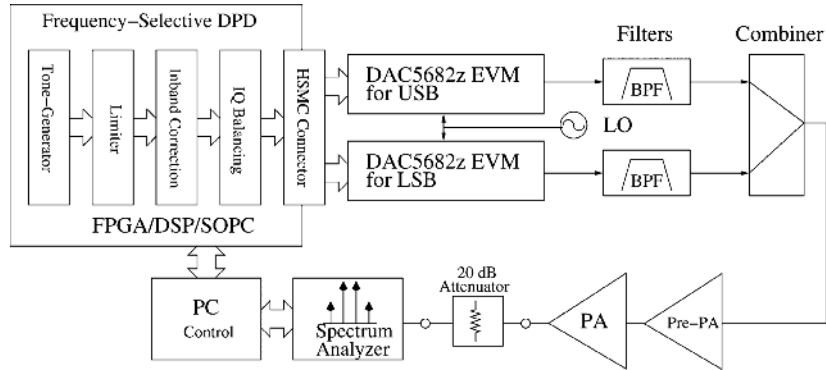 Frequency-Selective DPD
Tone-Generator
Limiter
Inband Correction
IQ Balancing
HSMC Connector
FPGA/DSP/SOPC
DAC5682z EVM
for USB
DAC5682z EVM
for LSB
LO
Filters
BPF
BPF
Combiner
PC
Control
Spectrum
Analyzer
20 dB
Attenuator
PA
Pre-PA